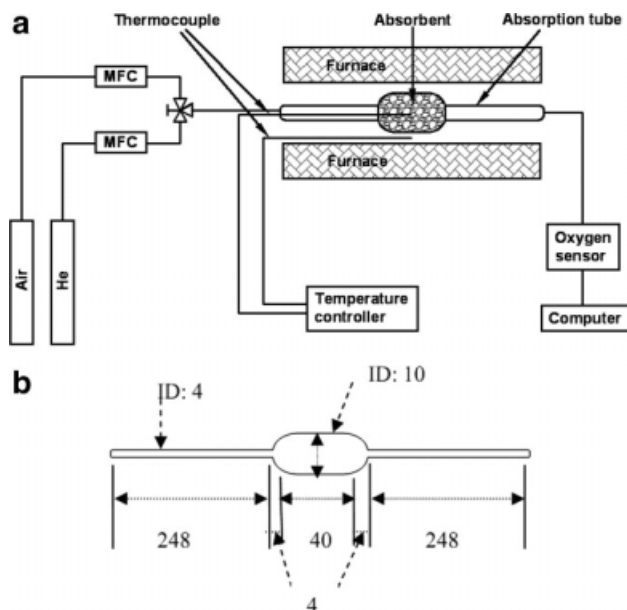 a
Thermocouple
Absorbent
Absorption tube
Furnace
MFC
MFC
Furnace
Air
He
Oxygen
sensor
Temperature
controller
Computer
b
ID: 4
ID: 10
248
40
248
4